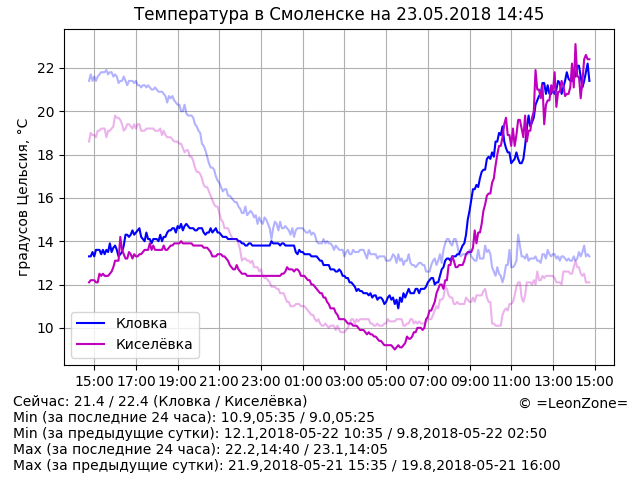 Температура в Смоленске на 23.05.2018 14:45
градусов Цельсия, °C
22
20
18
16
14
12
10
Кловка
Киселёвка
15:00 17:00 19:00 21:00 23:00 01:00 03:00 05:00 07:00 09:00 11:00 13:00 15:00
Сейчас: 21.4 / 22.4 (Кловка / Киселёвка)
© =LeonZone=
Min (за последние 24 часа): 10.9,05:35 / 9.0,05:25
Min (за предыдущие сутки): 12.1,2018-05-22 10:35 / 9.8,2018-05-22 02:50
Max (за последние 24 часа): 22.2,14:40 / 23.1,14:05
Max (за предыдущие сутки): 21.9,2018-05-21 15:35 / 19.8,2018-05-21 16:00